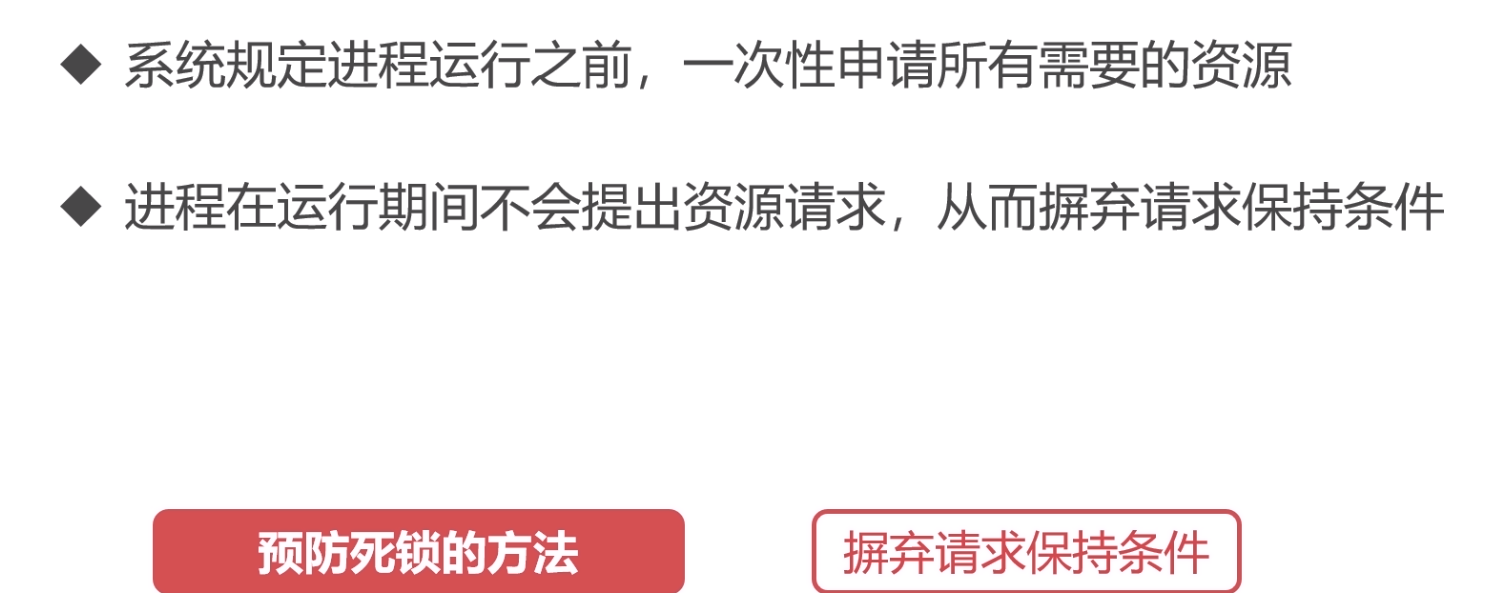 ◆ 系统规定进程运行之前，一次性申请所有需要的资源
◆ 进程在运行期间不会提出资源请求，从而摒弃请求保持条件
预防死锁的方法
摒弃请求保持条件